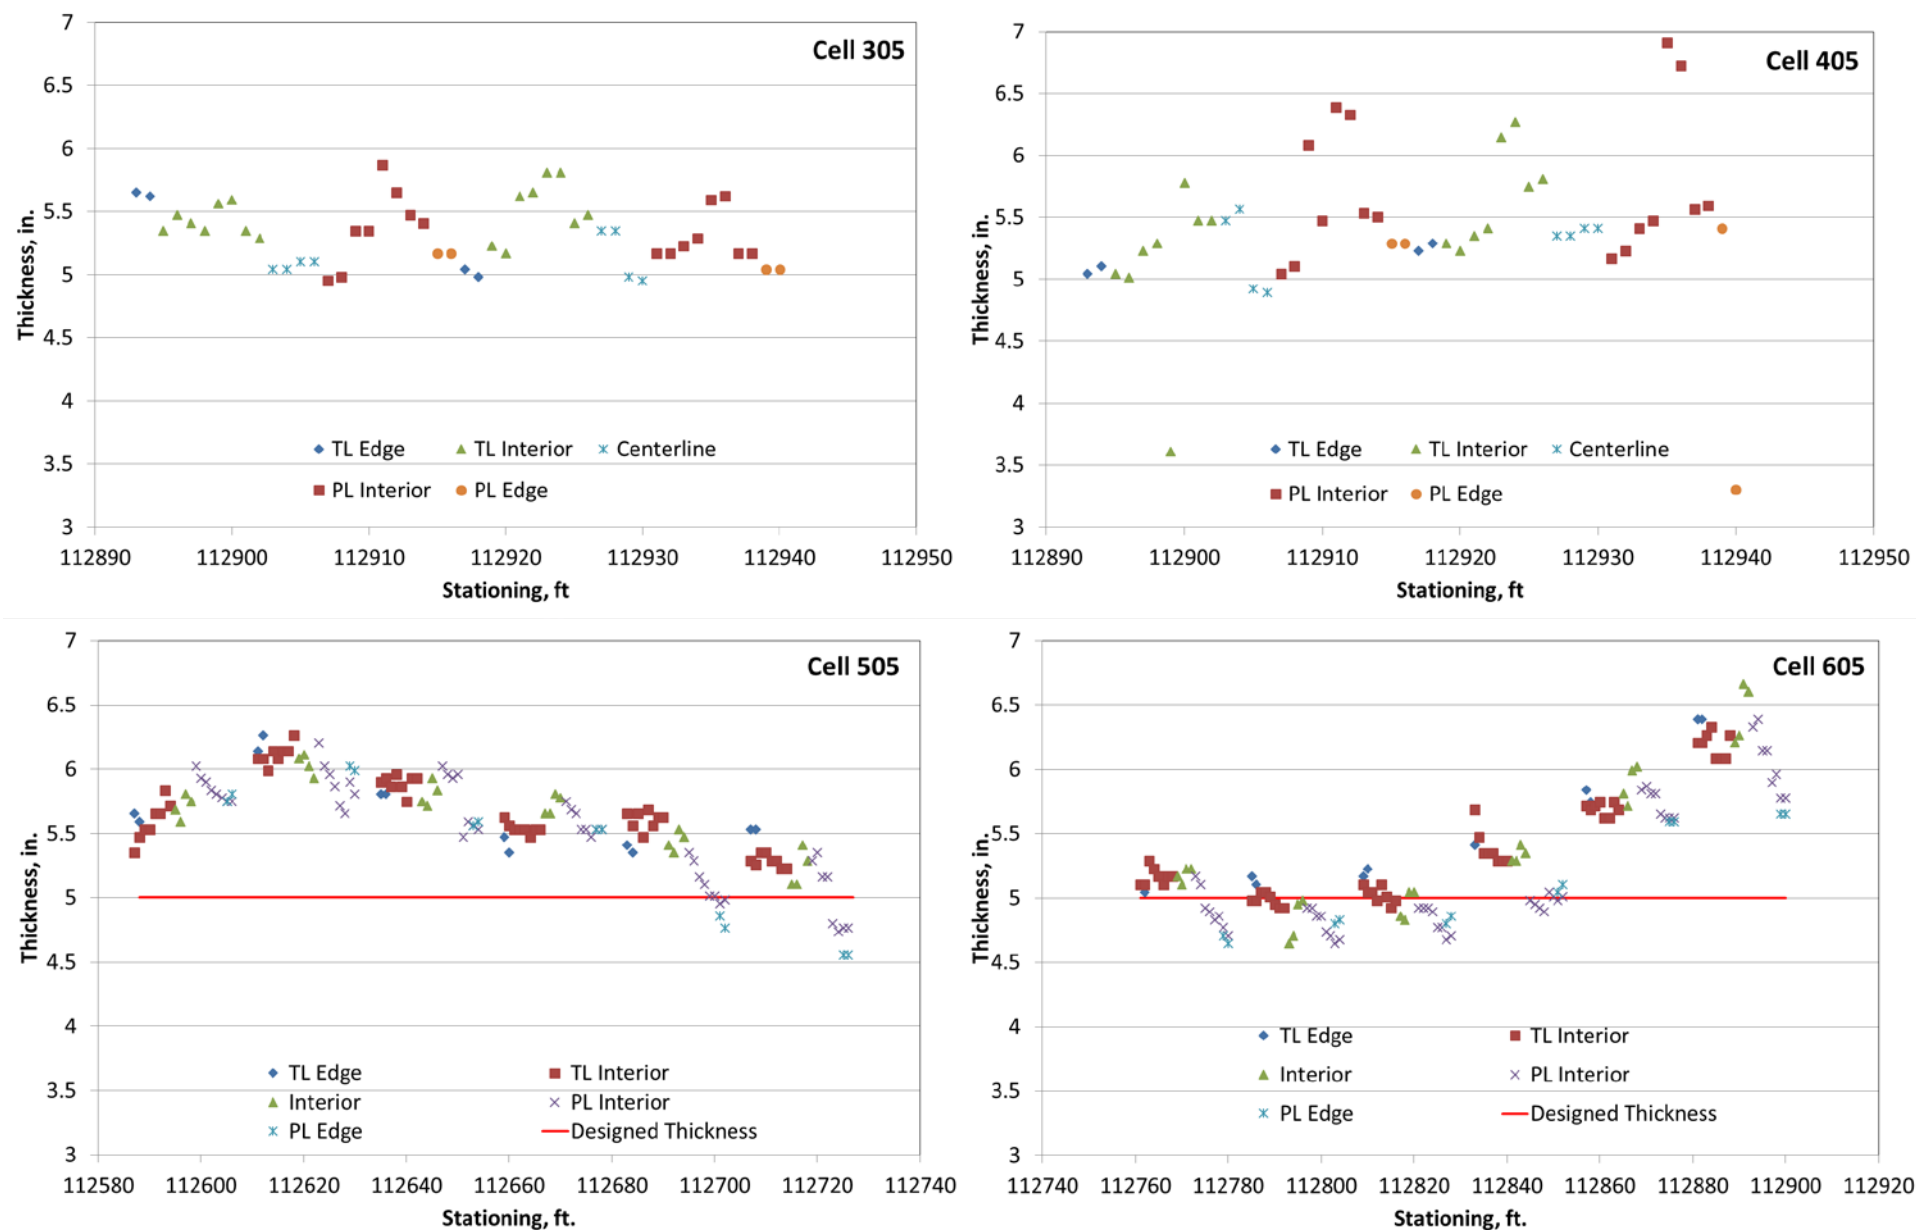 Cell 305
Thickness, in.
7
6.5
6
5.5
5
4.5
4
3.5
3
TL Edge TL Interior Centerline
PL Interior PL Edge
112890 112900 112910 112920 112930 112940 112950
Stationing, ft
Cell 405
Thickness, in.
7
6.5
6
5.5
5
4.5
4
3.5
3
TL Edge TL Interior Centerline
PL Interior PL Edge
112890 112900 112910 112920 112930 112940 112950
Stationing, ft
Cell 505
Thickness, in.
7
6.5
6
5.5
5
4.5
4
3.5
3
TL Edge TL Interior
Interior PL Interior
PL Edge Designed Thickness
112580 112600 112620 112640 112660 112680 112700 112720 112740
Stationing, ft.
Cell 605
Thickness, in.
7
6.5
6
5.5
5
4.5
4
3.5
3
TL Edge TL Interior
Interior PL Interior
PL Edge Designed Thickness
112740 112760 112780 112800 112820 112840 112860 112880 112900 112920
Stationing, ft.